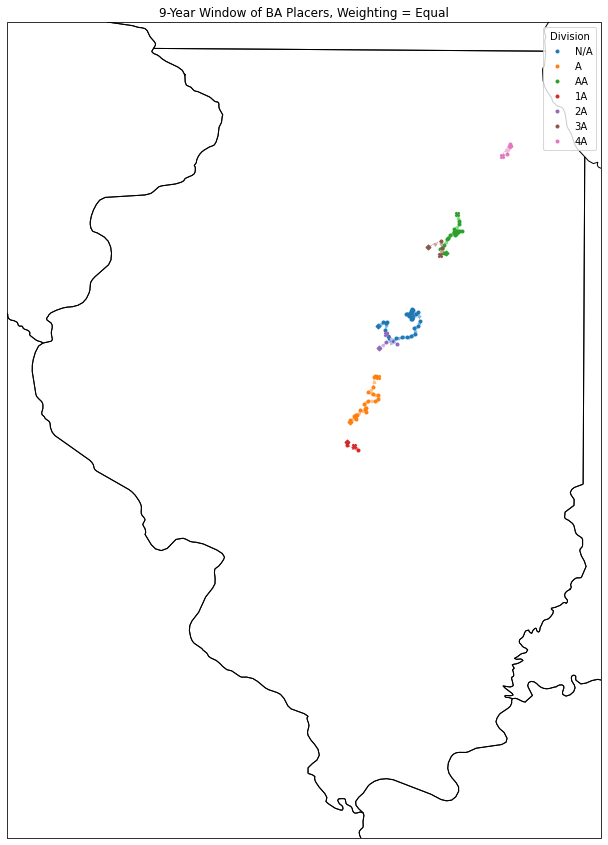 9-Year Window of BA Placers, Weighting = Equal
Division
N/A
A
AA
1A
2A
3A
4A